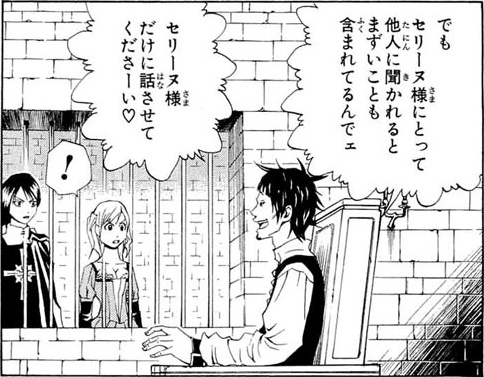 でも
セリーヌ様にとって
他人に聞かれると
まずいことも
含まれてるんでェ
セリーヌ様
だけに話させて
くださーい♡
!